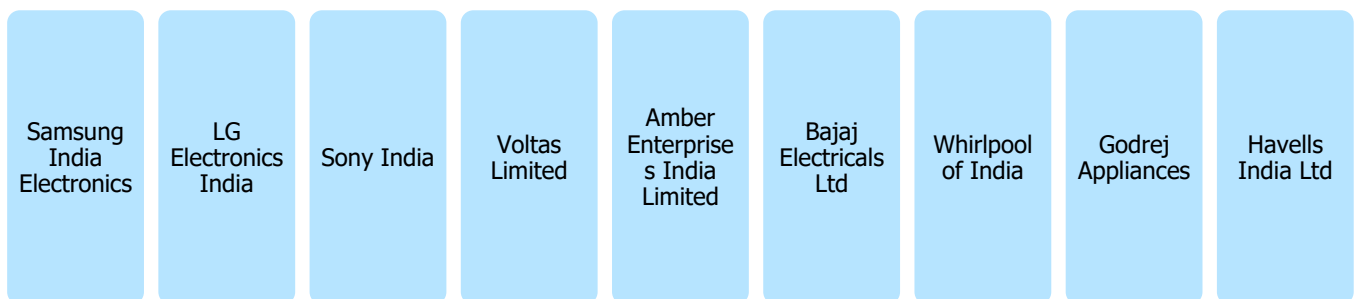 Samsung
India
Electronics
LG
Electronics
India
Sony India
Voltas
Limited
Amber
Enterprise
s India
Limited
Bajaj
Electricals
Ltd
Whirlpool
of India
Godrej
Appliances
Havells
India Ltd